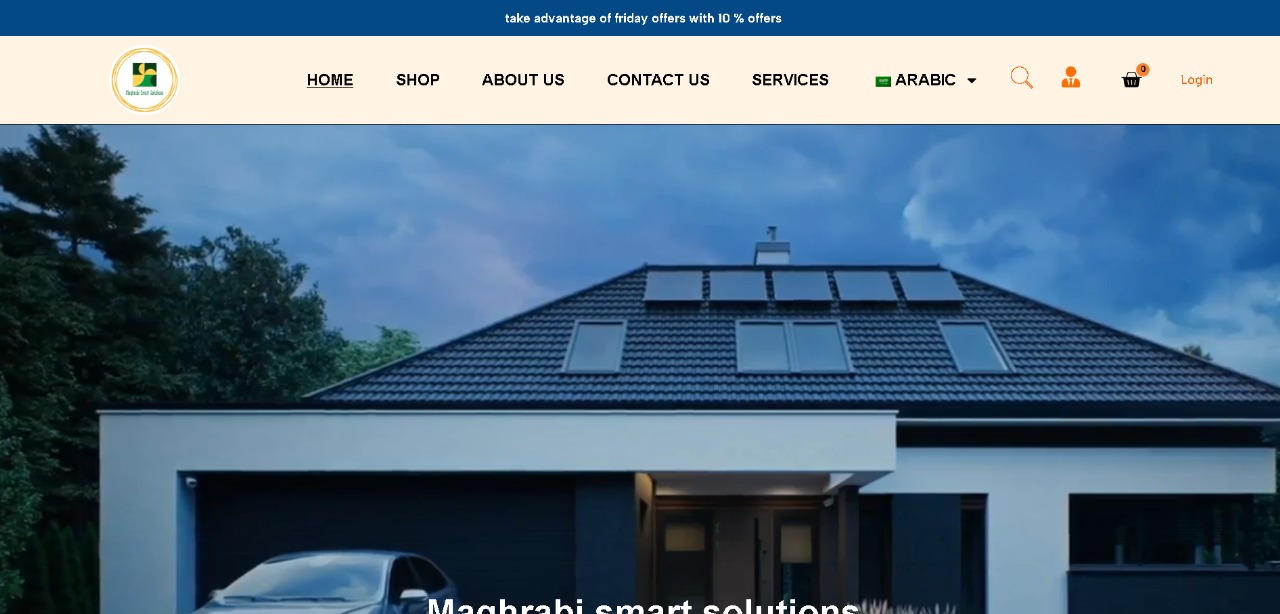 take advantage of friday offers with 10 % offers
Maghrabi Smart Solutions
HOME
SHOP
ABOUT US
CONTACT US
SERVICES
ARABIC
0
Login
Maghrabi smart solutions